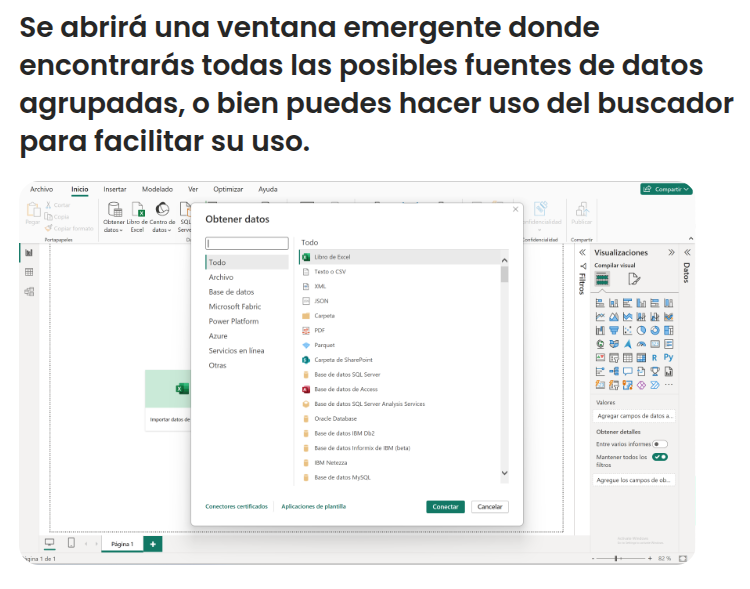 Se abrirá una ventana emergente donde
encontrarás todas las posibles fuentes de datos
agrupadas, o bien puedes hacer uso del buscador
para facilitar su uso.
Archivo Inicio Insertar Modelado Ver Optimizar Ayuda
Compartir
Pegar
Cortar
Copiar
Copiar formato
Portapapeles
Obtener datos
Libro de Excel
Centro de datos
SQL
Publicar
Compartir
Obtener datos
Todo
Archivo
Base de datos
Microsoft Fabric
Power Platform
Azure
Servicios en línea
Otras
Todo
Libro de Excel
Texto o CSV
XML
JSON
Carpeta
PDF
Parquet
Carpeta de SharePoint
Base de datos SQL Server
Base de datos de Access
Base de datos SQL Server Analysis Services
Oracle Database
Base de datos IBM Db2
Base de datos Informix de IBM (beta)
IBM Netezza
Base de datos MySQL
Conectores certificados
Aplicaciones de plantilla
Conectar
Cancelar
Importar datos de
Filtros
Visualizaciones
Compilar visual
Datos
R Py
Valores
Agregar campos de datos a...
Obtener detalles
Entre varios informes
Mantener todos los
filtros
Agregue los campos de ob...
Página 1
82 %